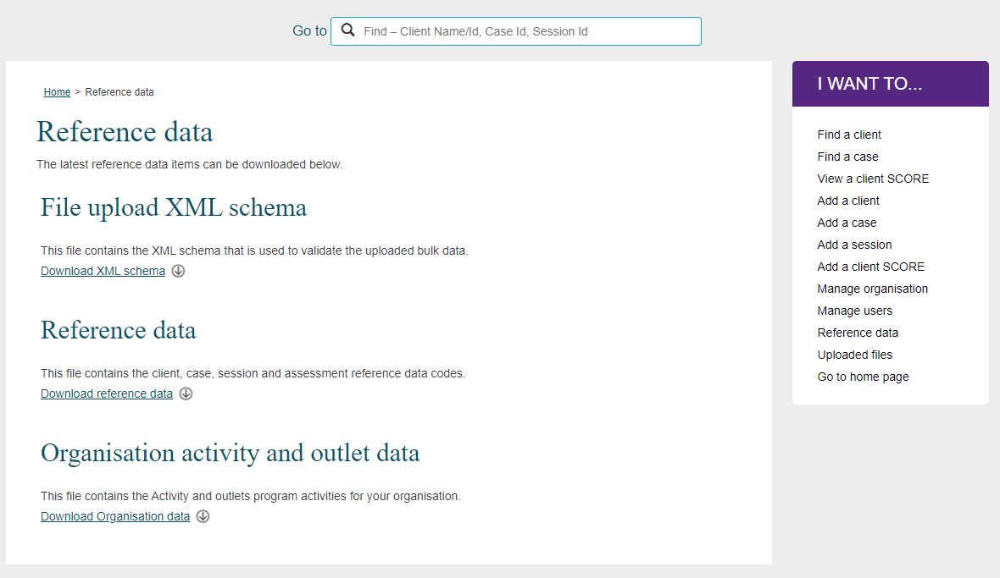 Go to Find – Client Name/Id, Case Id, Session Id
Home > Reference data
Reference data
The latest reference data items can be downloaded below.
File upload XML schema
This file contains the XML schema that is used to validate the uploaded bulk data.
Download XML schema
Reference data
This file contains the client, case, session and assessment reference data codes.
Download reference data
Organisation activity and outlet data
This file contains the Activity and outlets program activities for your organisation.
Download Organisation data
I WANT TO...
Find a client
Find a case
View a client SCORE
Add a client
Add a case
Add a session
Add a client SCORE
Manage organisation
Manage users
Reference data
Uploaded files
Go to home page